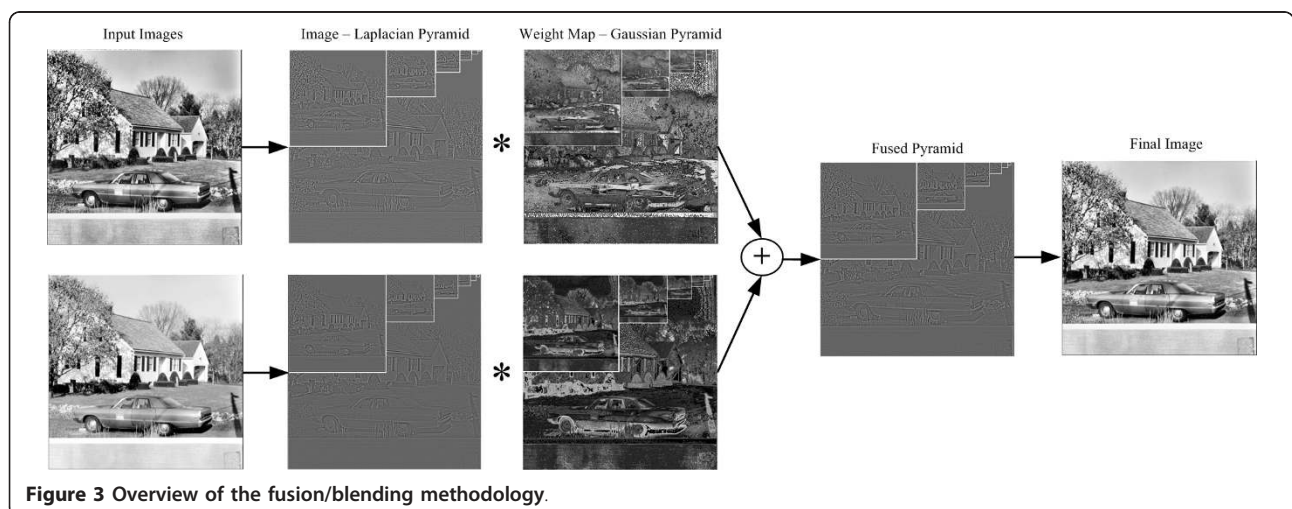 Input Images
Image – Laplacian Pyramid
Weight Map – Gaussian Pyramid
*
+
Fused Pyramid
Final Image
*
Figure 3 Overview of the fusion/blending methodology.